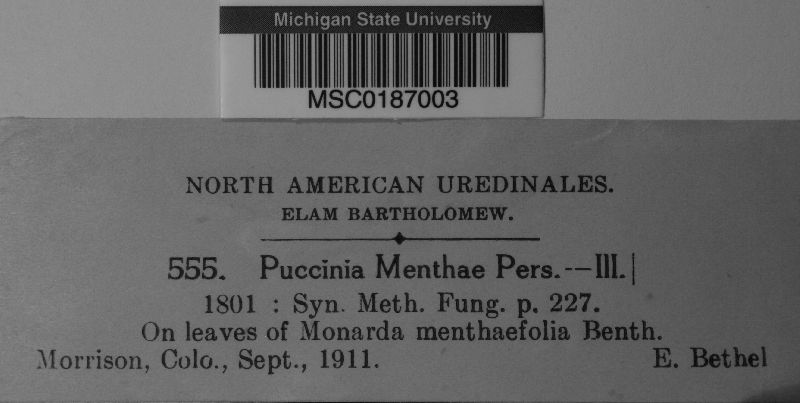 Michigan State University
MSC0187003
NORTH AMERICAN UREDINALES.
ELAM BARTHOLOMEW.
555. Puccinia Menthae Pers.--III.
1801 : Syn. Meth. Fung. p. 227.
On leaves of Monarda menthaefolia Benth.
Morrison, Colo., Sept., 1911. E. Bethel